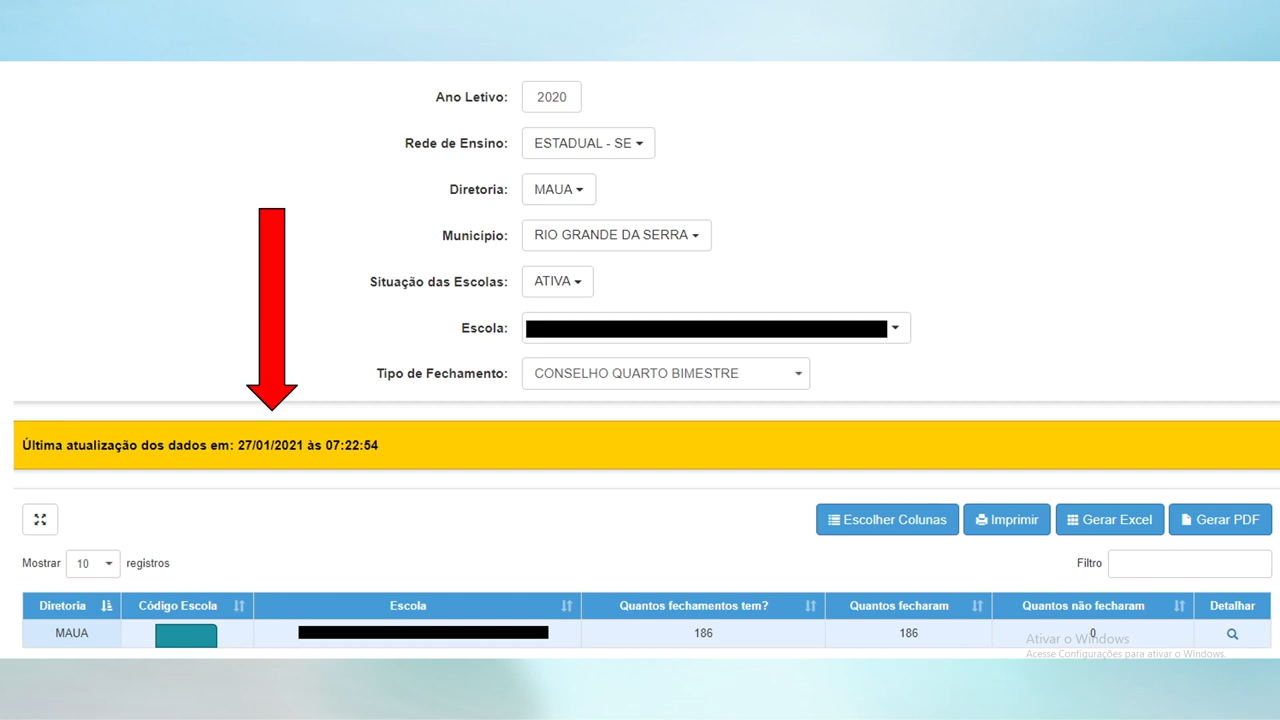 Ano Letivo: 2020
Rede de Ensino: ESTADUAL - SE
Diretoria: MAUA
Município: RIO GRANDE DA SERRA
Situação das Escolas: ATIVA
Escola:
Tipo de Fechamento: CONSELHO QUARTO BIMESTRE
Última atualização dos dados em: 27/01/2021 às 07:22:54
Escolher Colunas Imprimir Gerar Excel Gerar PDF
Mostrar 10 registros Filtro
Diretoria Código Escola Escola Quantos fechamentos tem? Quantos fecharam Quantos não fecharam Detalhar
MAUA 186 186 0
Ativar o Windows
Acesse Configurações para ativar o Windows.